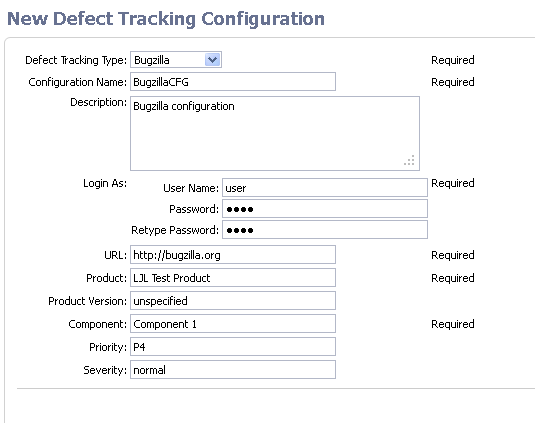 New Defect Tracking Configuration
Defect Tracking Type: Bugzilla Required
Configuration Name: BugzillaCFG Required
Description: Bugzilla configuration
Login As: User Name: user Required
Password: ●●●●
Retype Password: ●●●●
URL: http://bugzilla.org Required
Product: LJL Test Product Required
Product Version: unspecified
Component: Component 1 Required
Priority: P4
Severity: normal